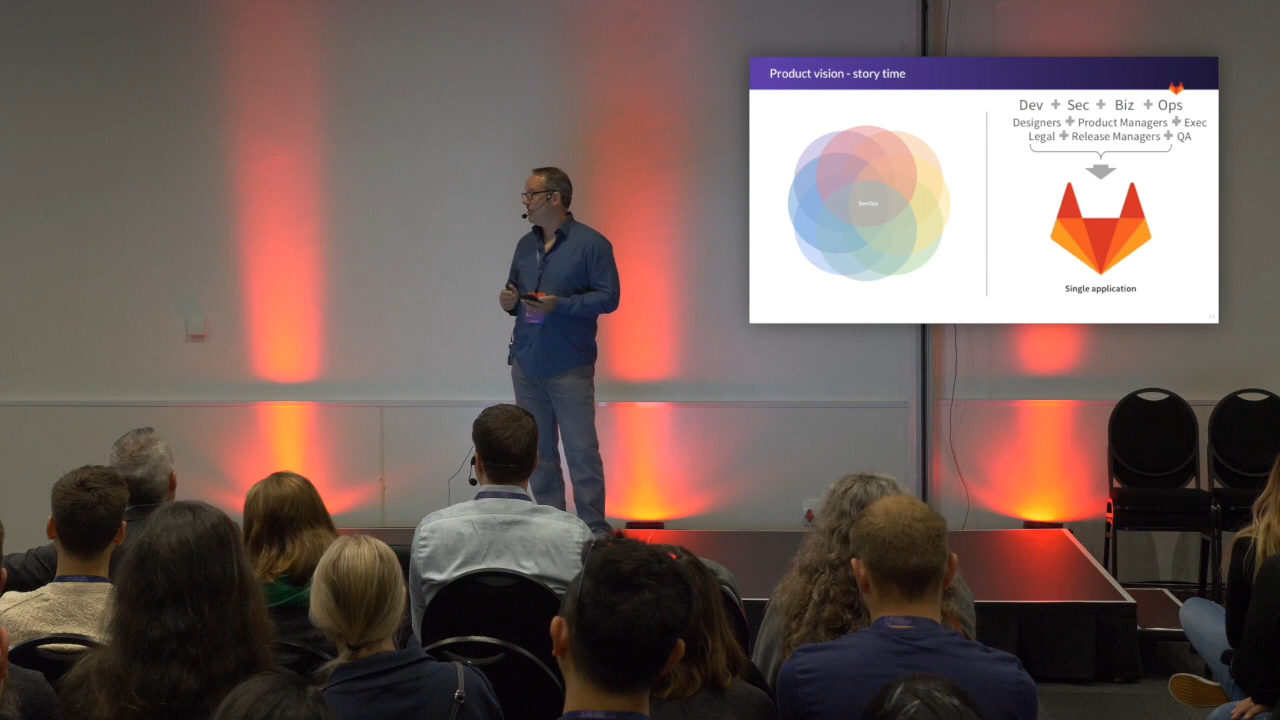 Product vision - story time
Dev + Sec + Biz + Ops
Designers + Product Managers + Exec
Legal + Release Managers + QA
DevOps
Single application